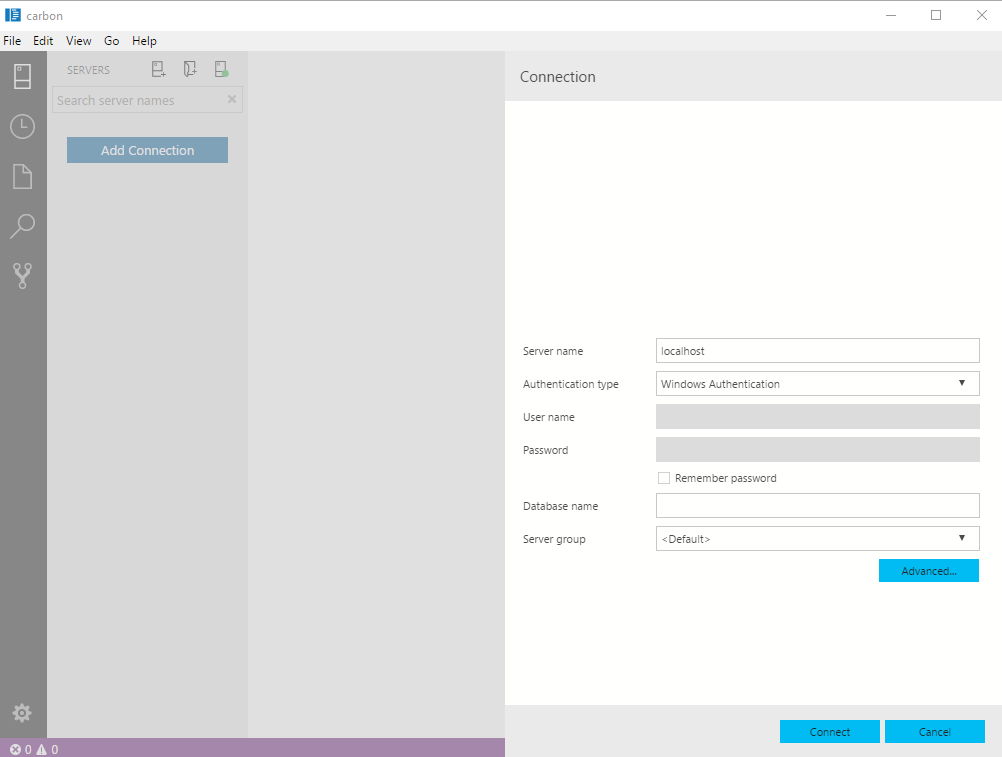 carbon
File Edit View Go Help
SERVERS
Search server names
Add Connection
Connection
Server name localhost
Authentication type Windows Authentication
User name
Password
Remember password
Database name
Server group <Default>
Advanced...
Connect Cancel
0 0